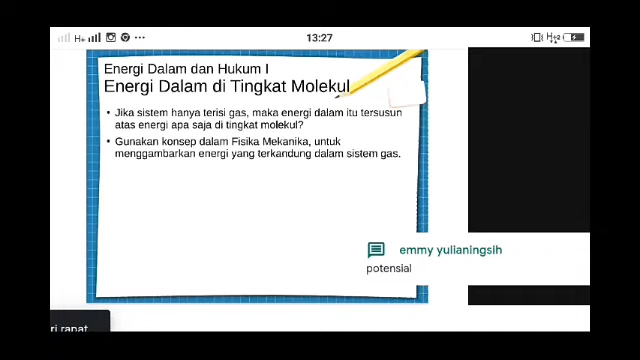 H+
13:27
Energi Dalam dan Hukum I
Energi Dalam di Tingkat Molekul
• Jika sistem hanya terisi gas, maka energi dalam itu tersusun
atas energi apa saja di tingkat molekul?
• Gunakan konsep dalam Fisika Mekanika, untuk
menggambarkan energi yang terkandung dalam sistem gas.
emmy yulianingsih
potensial
ri rapat